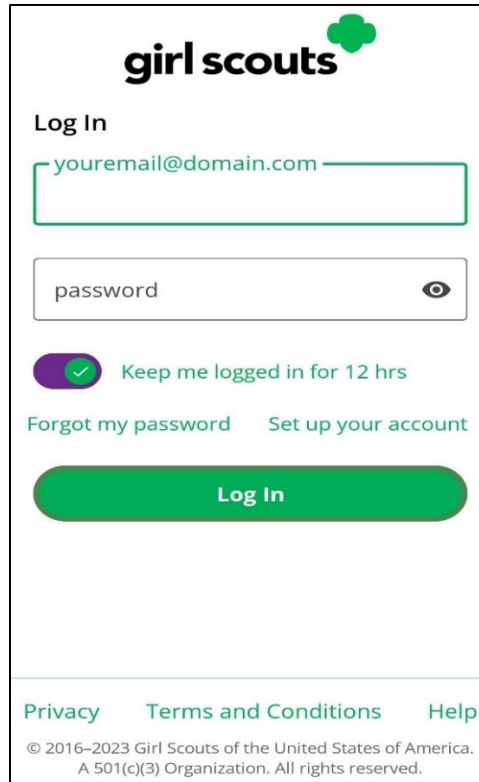 girl scouts
Log In
youremail@domain.com
password
Keep me logged in for 12 hrs
Forgot my password Set up your account
Log In
Privacy Terms and Conditions Help
© 2016–2023 Girl Scouts of the United States of America.
A 501(c)(3) Organization. All rights reserved.